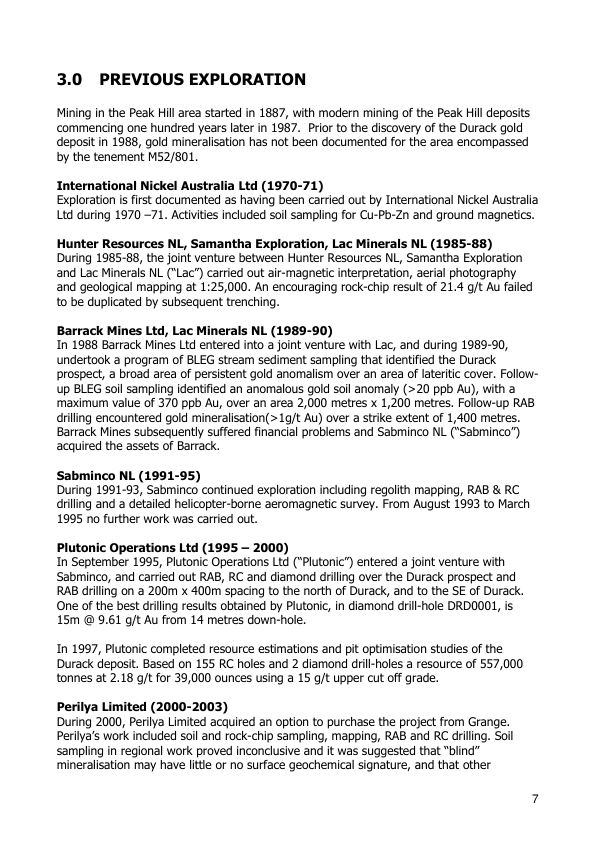 3.0 PREVIOUS EXPLORATION
Mining in the Peak Hill area started in 1887, with modern mining of the Peak Hill deposits
commencing one hundred years later in 1987. Prior to the discovery of the Durack gold
deposit in 1988, gold mineralisation has not been documented for the area encompassed
by the tenement M52/801.
International Nickel Australia Ltd (1970-71)
Exploration is first documented as having been carried out by International Nickel Australia
Ltd during 1970 –71. Activities included soil sampling for Cu-Pb-Zn and ground magnetics.
Hunter Resources NL, Samantha Exploration, Lac Minerals NL (1985-88)
During 1985-88, the joint venture between Hunter Resources NL, Samantha Exploration
and Lac Minerals NL (“Lac”) carried out air-magnetic interpretation, aerial photography
and geological mapping at 1:25,000. An encouraging rock-chip result of 21.4 g/t Au failed
to be duplicated by subsequent trenching.
Barrack Mines Ltd, Lac Minerals NL (1989-90)
In 1988 Barrack Mines Ltd entered into a joint venture with Lac, and during 1989-90,
undertook a program of BLEG stream sediment sampling that identified the Durack
prospect, a broad area of persistent gold anomalism over an area of lateritic cover. Follow-
up BLEG soil sampling identified an anomalous gold soil anomaly (>20 ppb Au), with a
maximum value of 370 ppb Au, over an area 2,000 metres x 1,200 metres. Follow-up RAB
drilling encountered gold mineralisation(>1g/t Au) over a strike extent of 1,400 metres.
Barrack Mines subsequently suffered financial problems and Sabminco NL (“Sabminco”)
acquired the assets of Barrack.
Sabminco NL (1991-95)
During 1991-93, Sabminco continued exploration including regolith mapping, RAB & RC
drilling and a detailed helicopter-borne aeromagnetic survey. From August 1993 to March
1995 no further work was carried out.
Plutonic Operations Ltd (1995 – 2000)
In September 1995, Plutonic Operations Ltd (“Plutonic”) entered a joint venture with
Sabminco, and carried out RAB, RC and diamond drilling over the Durack prospect and
RAB drilling on a 200m x 400m spacing to the north of Durack, and to the SE of Durack.
One of the best drilling results obtained by Plutonic, in diamond drill-hole DRD0001, is
15m @ 9.61 g/t Au from 14 metres down-hole.
In 1997, Plutonic completed resource estimations and pit optimisation studies of the
Durack deposit. Based on 155 RC holes and 2 diamond drill-holes a resource of 557,000
tonnes at 2.18 g/t for 39,000 ounces using a 15 g/t upper cut off grade.
Perilya Limited (2000-2003)
During 2000, Perilya Limited acquired an option to purchase the project from Grange.
Perilya’s work included soil and rock-chip sampling, mapping, RAB and RC drilling. Soil
sampling in regional work proved inconclusive and it was suggested that “blind”
mineralisation may have little or no surface geochemical signature, and that other
7